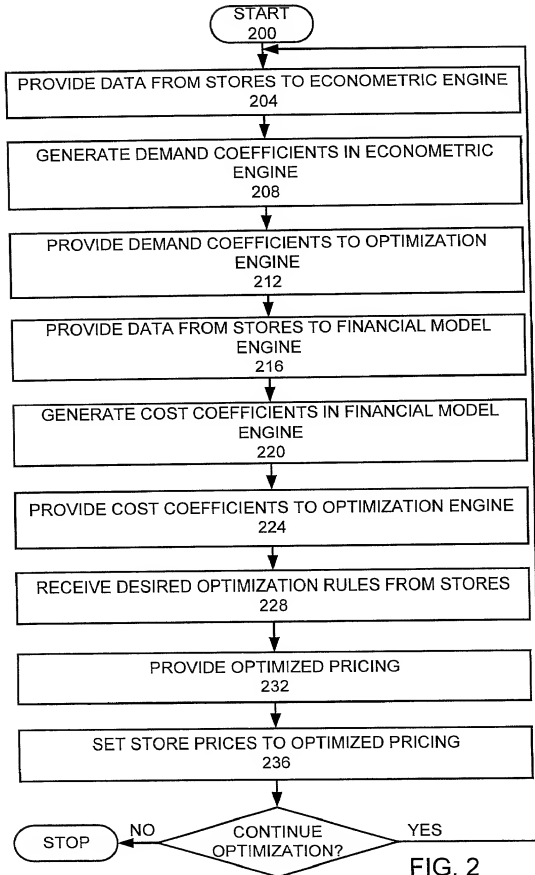 START
200
PROVIDE DATA FROM STORES TO ECONOMETRIC ENGINE
204
GENERATE DEMAND COEFFICIENTS IN ECONOMETRIC
ENGINE
208
PROVIDE DEMAND COEFFICIENTS TO OPTIMIZATION
ENGINE
212
PROVIDE DATA FROM STORES TO FINANCIAL MODEL
ENGINE
216
GENERATE COST COEFFICIENTS IN FINANCIAL MODEL
ENGINE
220
PROVIDE COST COEFFICIENTS TO OPTIMIZATION ENGINE
224
RECEIVE DESIRED OPTIMIZATION RULES FROM STORES
228
PROVIDE OPTIMIZED PRICING
232
SET STORE PRICES TO OPTIMIZED PRICING
236
STOP
NO
CONTINUE
OPTIMIZATION?
YES
FIG. 2